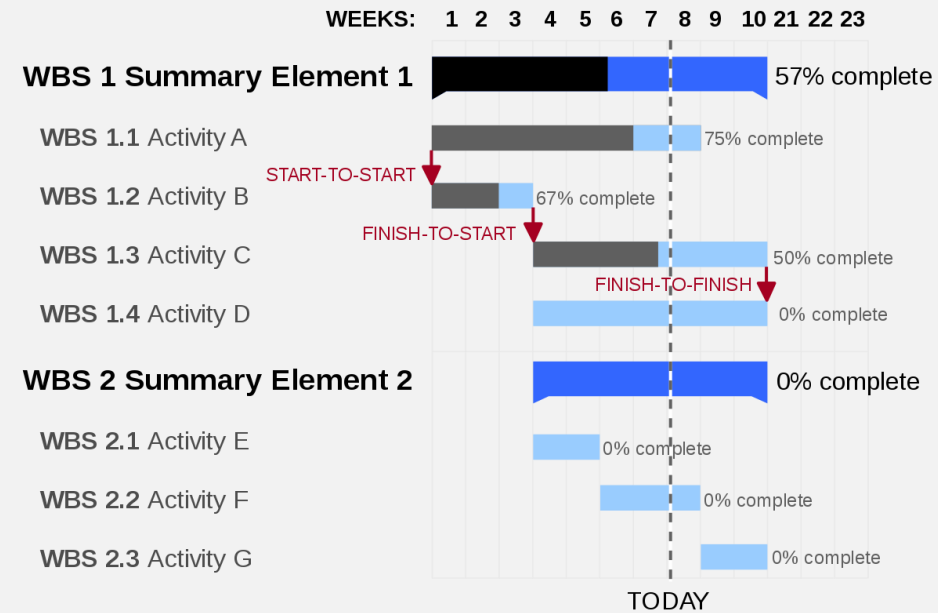 WEEKS: 1 2 3 4 5 6 7 8 9 10 21 22 23
WBS 1 Summary Element 1 57% complete
WBS 1.1 Activity A 75% complete
START-TO-START
WBS 1.2 Activity B 67% complete
FINISH-TO-START
WBS 1.3 Activity C 50% complete
FINISH-TO-FINISH
WBS 1.4 Activity D 0% complete
WBS 2 Summary Element 2 0% complete
WBS 2.1 Activity E 0% complete
WBS 2.2 Activity F 0% complete
WBS 2.3 Activity G 0% complete
TODAY